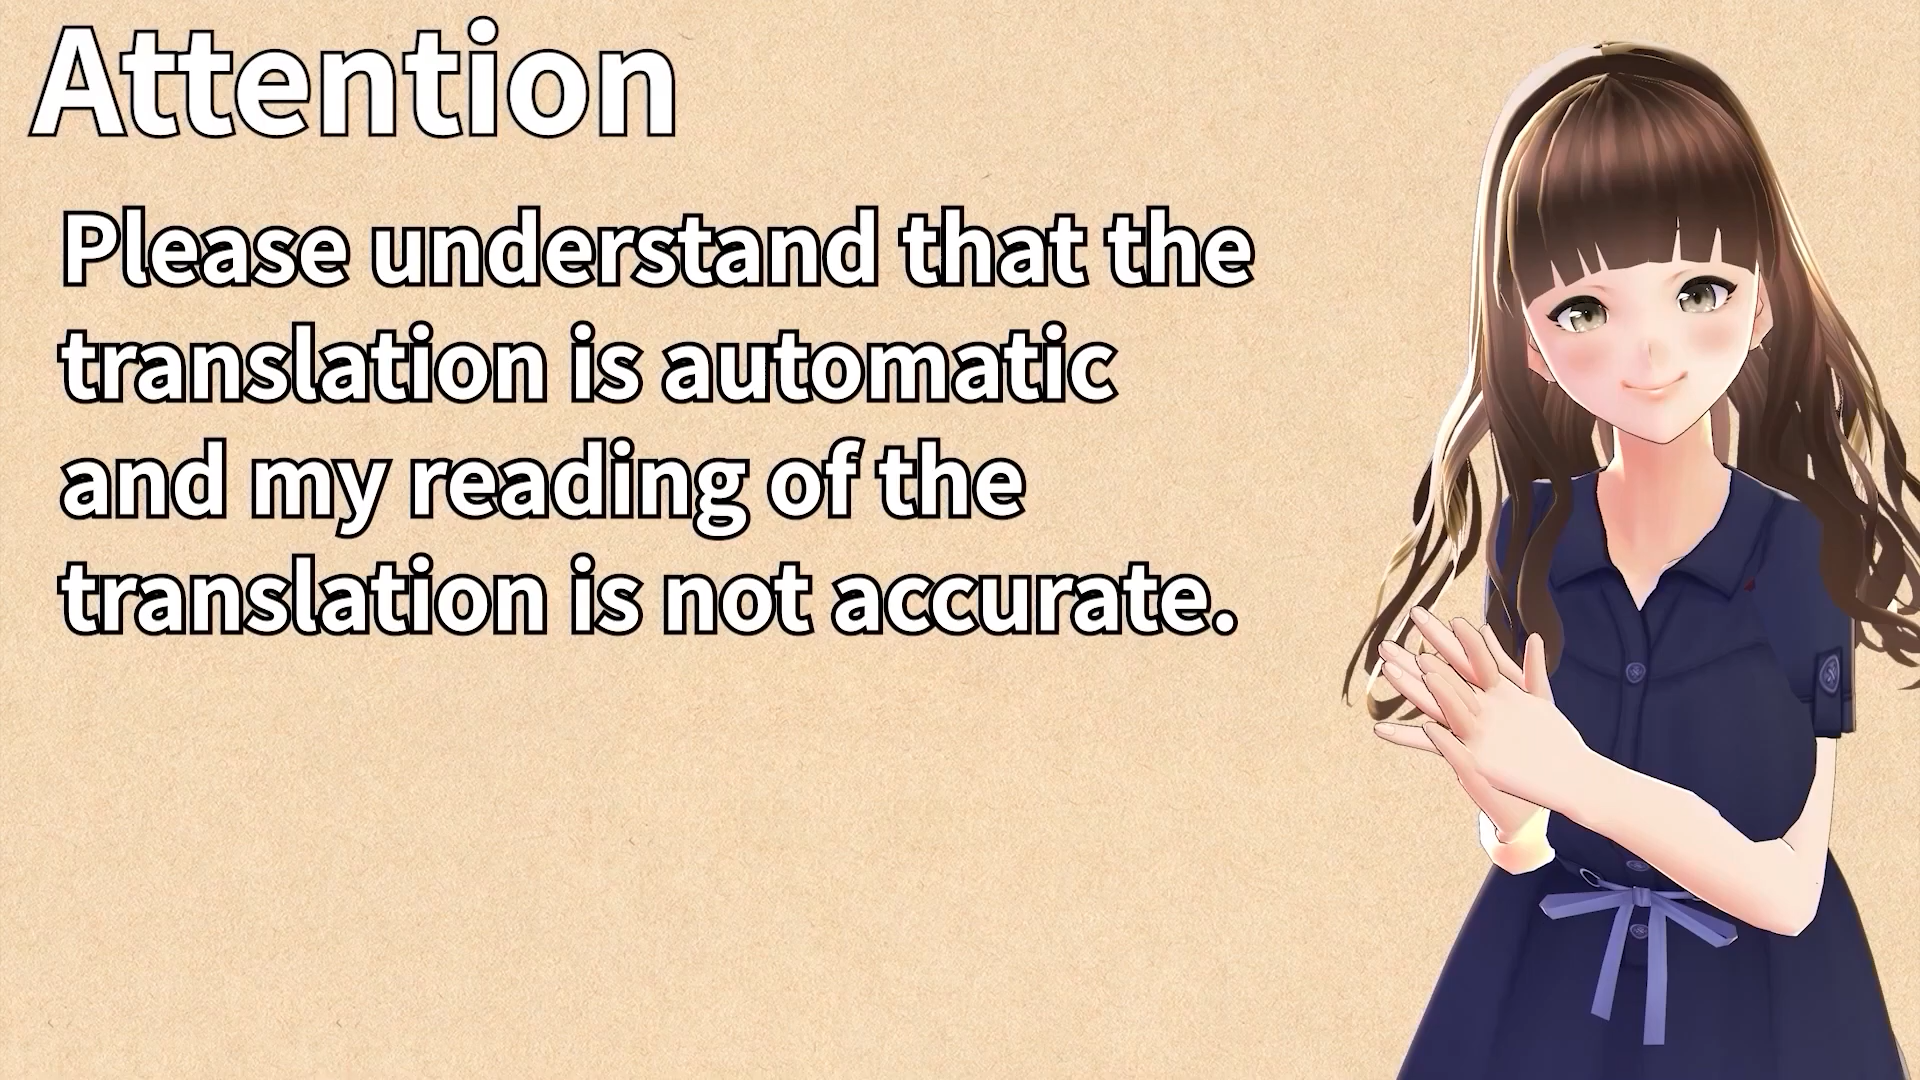 Attention
Please understand that the
translation is automatic
and my reading of the
translation is not accurate.